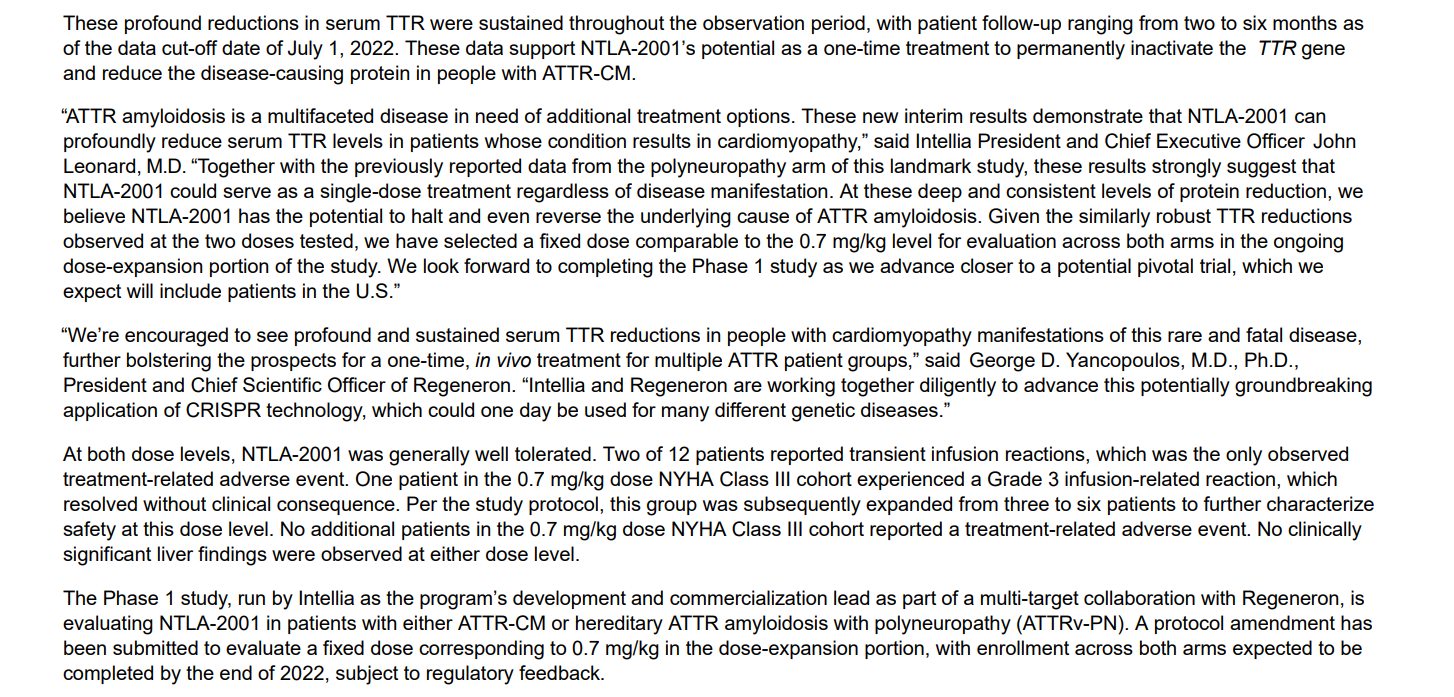 These profound reductions in serum TTR were sustained throughout the observation period, with patient follow-up ranging from two to six months as
of the data cut-off date of July 1, 2022. These data support NTLA-2001’s potential as a one-time treatment to permanently inactivate the TTR gene
and reduce the disease-causing protein in people with ATTR-CM.
“ATTR amyloidosis is a multifaceted disease in need of additional treatment options. These new interim results demonstrate that NTLA-2001 can
profoundly reduce serum TTR levels in patients whose condition results in cardiomyopathy,” said Intellia President and Chief Executive Officer John
Leonard, M.D. “Together with the previously reported data from the polyneuropathy arm of this landmark study, these results strongly suggest that
NTLA-2001 could serve as a single-dose treatment regardless of disease manifestation. At these deep and consistent levels of protein reduction, we
believe NTLA-2001 has the potential to halt and even reverse the underlying cause of ATTR amyloidosis. Given the similarly robust TTR reductions
observed at the two doses tested, we have selected a fixed dose comparable to the 0.7 mg/kg level for evaluation across both arms in the ongoing
dose-expansion portion of the study. We look forward to completing the Phase 1 study as we advance closer to a potential pivotal trial, which we
expect will include patients in the U.S.”
“We’re encouraged to see profound and sustained serum TTR reductions in people with cardiomyopathy manifestations of this rare and fatal disease,
further bolstering the prospects for a one-time, in vivo treatment for multiple ATTR patient groups,” said George D. Yancopoulos, M.D., Ph.D.,
President and Chief Scientific Officer of Regeneron. “Intellia and Regeneron are working together diligently to advance this potentially groundbreaking
application of CRISPR technology, which could one day be used for many different genetic diseases.”
At both dose levels, NTLA-2001 was generally well tolerated. Two of 12 patients reported transient infusion reactions, which was the only observed
treatment-related adverse event. One patient in the 0.7 mg/kg dose NYHA Class III cohort experienced a Grade 3 infusion-related reaction, which
resolved without clinical consequence. Per the study protocol, this group was subsequently expanded from three to six patients to further characterize
safety at this dose level. No additional patients in the 0.7 mg/kg dose NYHA Class III cohort reported a treatment-related adverse event. No clinically
significant liver findings were observed at either dose level.
The Phase 1 study, run by Intellia as the program’s development and commercialization lead as part of a multi-target collaboration with Regeneron, is
evaluating NTLA-2001 in patients with either ATTR-CM or hereditary ATTR amyloidosis with polyneuropathy (ATTRv-PN). A protocol amendment has
been submitted to evaluate a fixed dose corresponding to 0.7 mg/kg in the dose-expansion portion, with enrollment across both arms expected to be
completed by the end of 2022, subject to regulatory feedback.